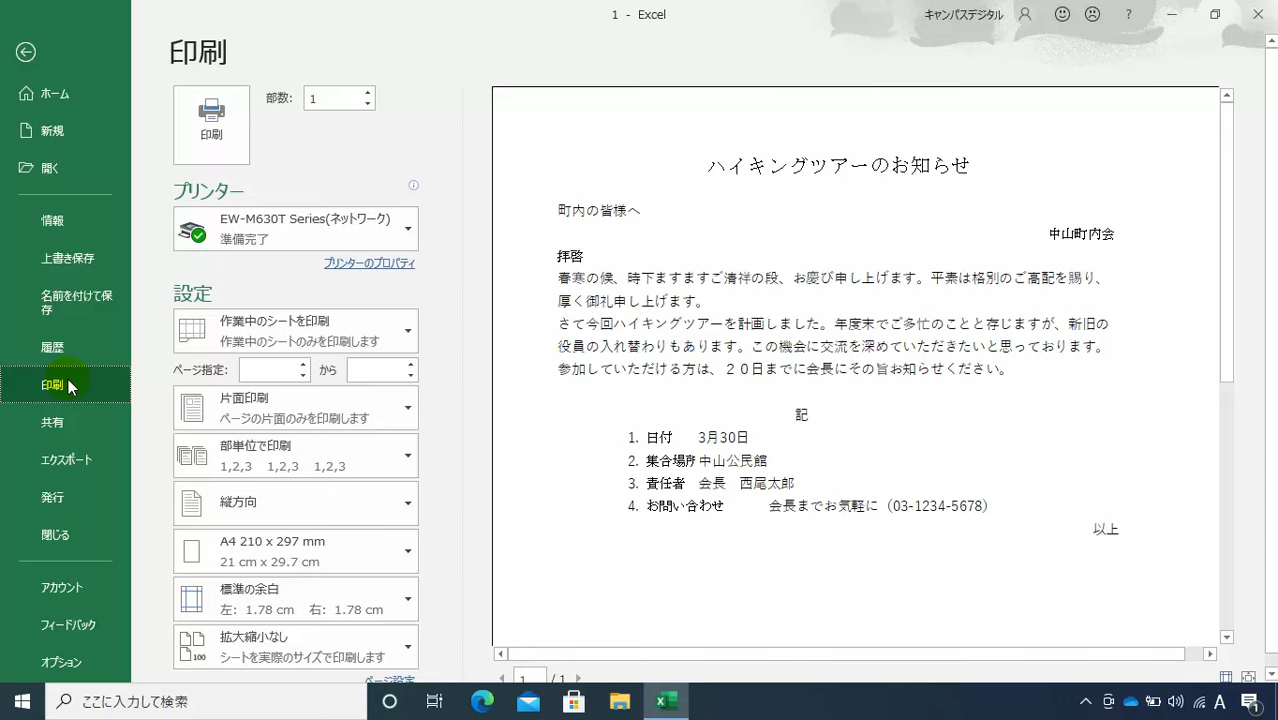 1 - Excel
キャンパスデジタル
?
ホーム
新規
開く
情報
上書き保存
名前を付けて保
存
履歴
印刷
共有
エクスポート
発行
閉じる
アカウント
フィードバック
オプション
印刷
印刷
部数:
1
プリンター
EW-M630T Series(ネットワーク)
準備完了
プリンターのプロパティ
設定
作業中のシートを印刷
作業中のシートのみを印刷します
ページ指定:
から
片面印刷
ページの片面のみを印刷します
部単位で印刷
1,2,3 1,2,3 1,2,3
縦方向
A4 210 x 297 mm
21 cm x 29.7 cm
標準の余白
左: 1.78 cm 右: 1.78 cm
100
拡大縮小なし
シートを実際のサイズで印刷します
ページ設定
ハイキングツアーのお知らせ
町内の皆様へ
中山町内会
拝啓
春寒の候、時下ますますご清祥の段、お慶び申し上げます。平素は格別のご高配を賜り、
厚く御礼申し上げます。
さて今回ハイキングツアーを計画しました。年度末でご多忙のことと存じますが、新旧の
役員の入れ替わりもあります。この機会に交流を深めていただきたいと思っております。
参加していただける方は、２０日までに会長にその旨お知らせください。
記
1. 日付 3月30日
2. 集合場所 中山公民館
3. 責任者 会長 西尾太郎
4. お問い合わせ 会長までお気軽に（03-1234-5678）
以上
1 / 1
ここに入力して検索
A
1